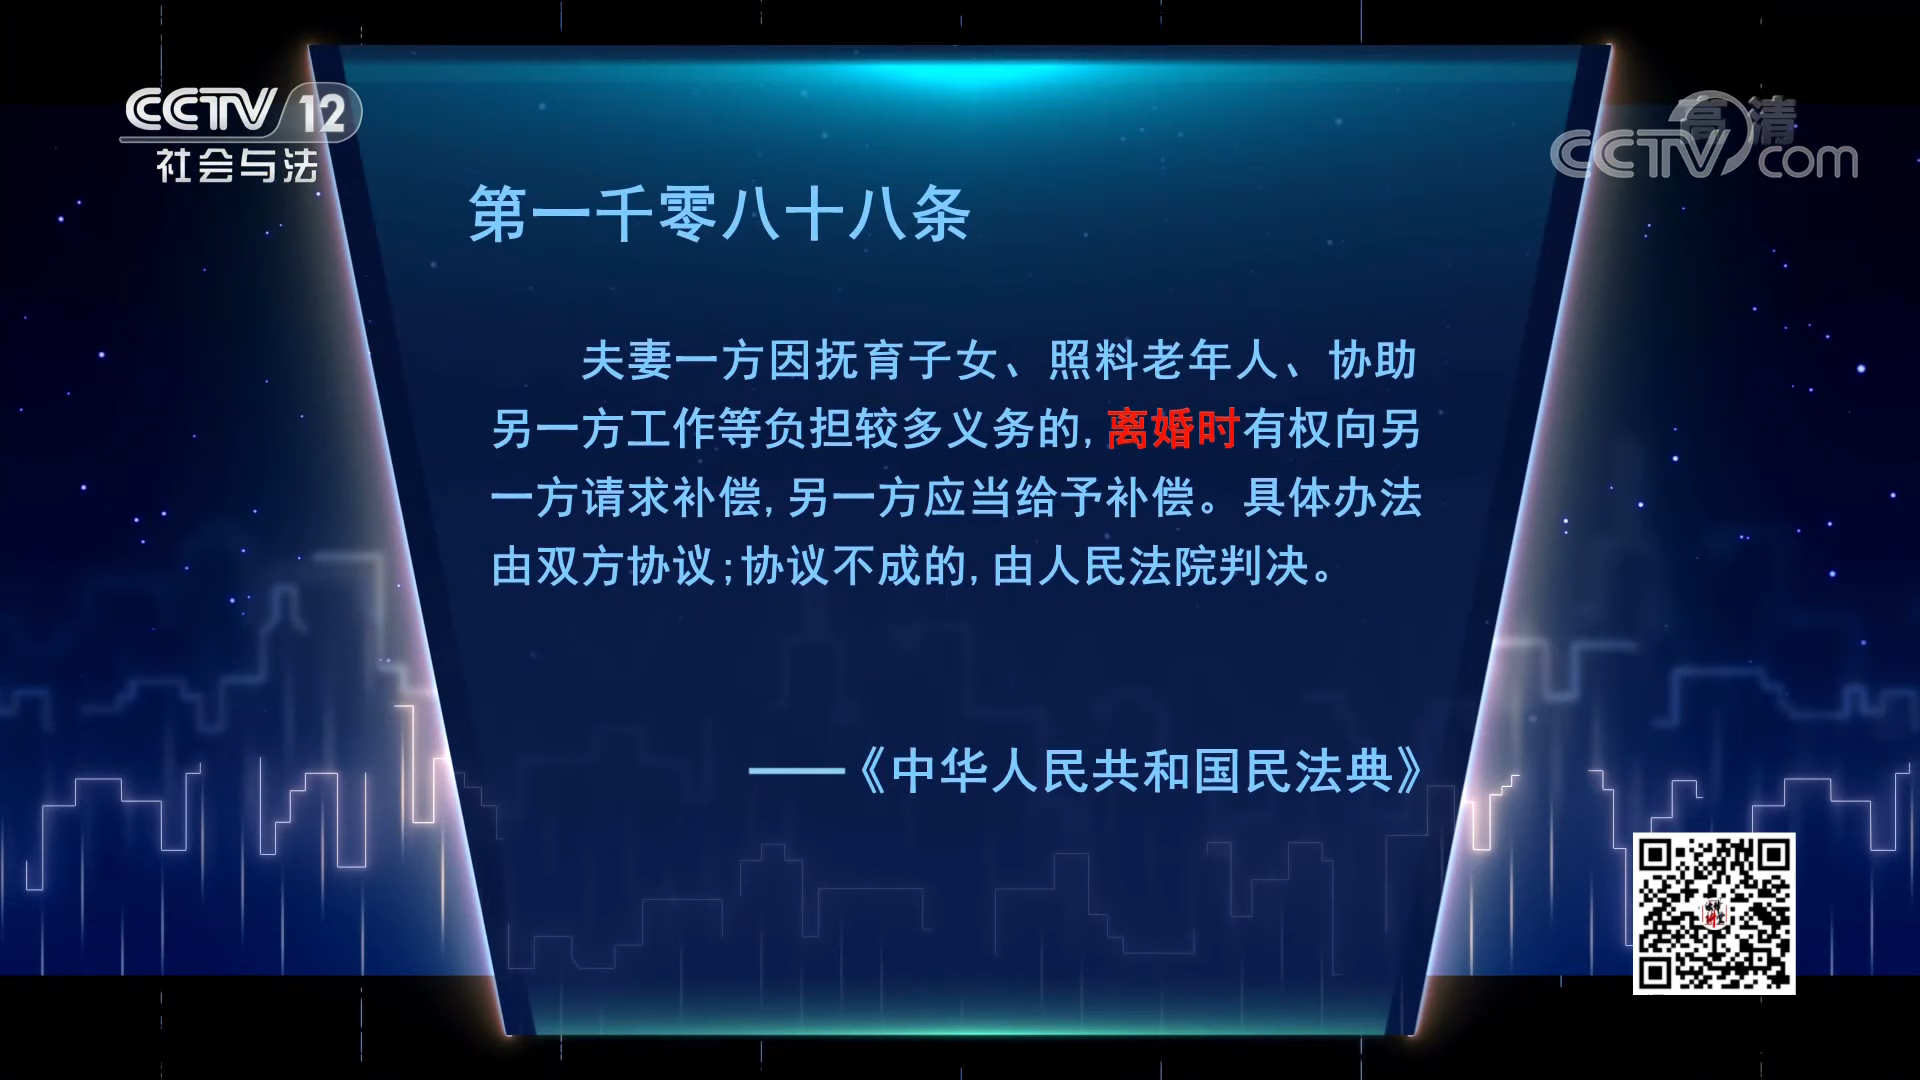 CCTV 12
社会与法
高清
CCTV.com
第一千零八十八条
夫妻一方因抚育子女、照料老年人、协助
另一方工作等负担较多义务的,离婚时有权向另
一方请求补偿,另一方应当给予补偿。具体办法
由双方协议;协议不成的,由人民法院判决。
——《中华人民共和国民法典》